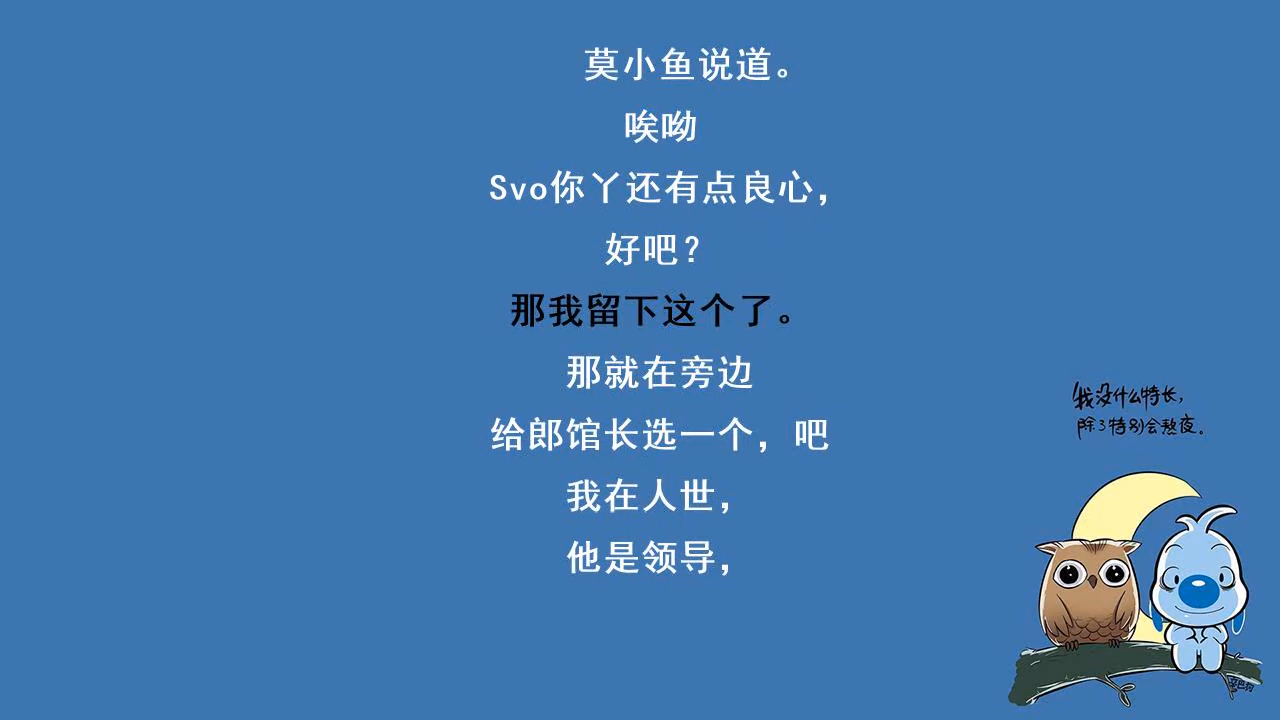 莫小鱼说道。
唉呦
Svo你丫还有点良心，
好吧？
那我留下这个了。
那就在旁边
给郎馆长选一个，吧
我在人世，
他是领导，
我没什么特长，
除了特别会熬夜。